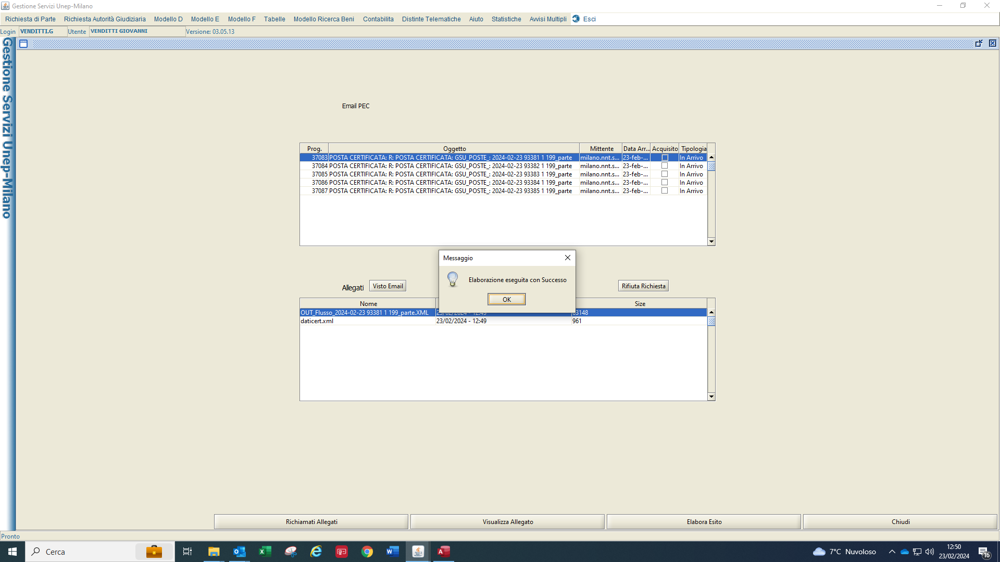 Gestione Servizi Unep-Milano
Richiesta di Parte Richiesta Autorità Giudiziaria Modello D Modello E Modello F Tabelle Modello Ricerca Beni Contabilita Distinte Telematiche Aiuto Statistiche Avvisi Multipli Esci
Login VENDITTI.G Utente VENDITTI GIOVANNI Versione: 03.05.13
Gestione Servizi Unep-Milano
Email PEC
Prog. Oggetto Mittente Data Arr... Acquisito Tipologia
37083 POSTA CERTIFICATA: R: POSTA CERTIFICATA: GSU_POSTE_: 2024-02-23 93381 1 199_parte milano.nnt.s... 23-feb-... In Arrivo
37084 POSTA CERTIFICATA: R: POSTA CERTIFICATA: GSU_POSTE_: 2024-02-23 93382 1 199_parte milano.nnt.s... 23-feb-... In Arrivo
37085 POSTA CERTIFICATA: R: POSTA CERTIFICATA: GSU_POSTE_: 2024-02-23 93383 1 199_parte milano.nnt.s... 23-feb-... In Arrivo
37086 POSTA CERTIFICATA: R: POSTA CERTIFICATA: GSU_POSTE_: 2024-02-23 93384 1 199_parte milano.nnt.s... 23-feb-... In Arrivo
37087 POSTA CERTIFICATA: R: POSTA CERTIFICATA: GSU_POSTE_: 2024-02-23 93385 1 199_parte milano.nnt.s... 23-feb-... In Arrivo
Messaggio
Elaborazione eseguita con Successo
OK
Allegati Visto Email Rifiuta Richiesta
Nome Size
OUT_Flusso_2024-02-23 93381 1 199_parte.XML 23/02/2024 - 12:49 3148
daticert.xml 23/02/2024 - 12:49 961
Richiamati Allegati Visualizza Allegato Elabora Esito Chiudi
Pronto
Cerca
7°C Nuvoloso
12:50
23/02/2024
16